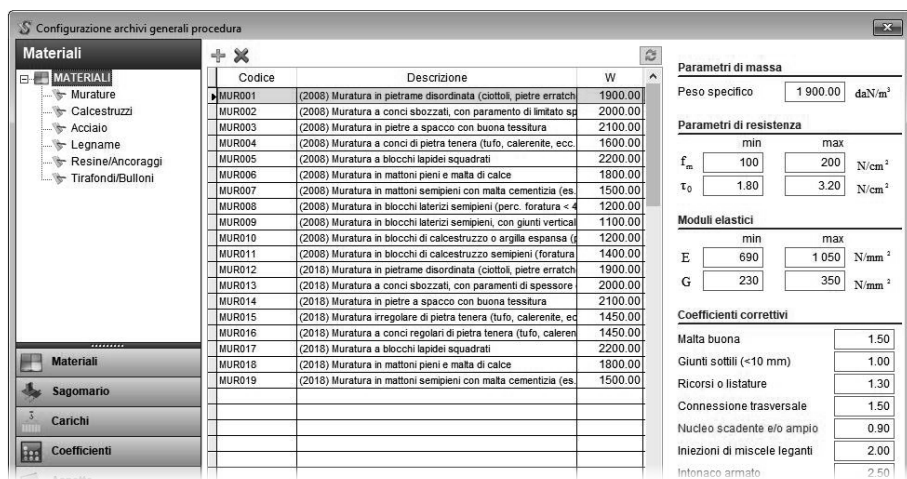 Configurazione archivi generali procedura
Materiali
MATERIALI
Murature
Calcestruzzi
Acciaio
Legname
Resine/Ancoraggi
Tirafondi/Bulloni
Materiali
Sagomario
Carichi
Coefficienti
Codice Descrizione W
MUR001 (2008) Muratura in pietrame disordinata (ciottoli, pietre erratch 1900.00
MUR002 (2008) Muratura a conci sbozzati, con paramento di limitato sp 2000.00
MUR003 (2008) Muratura in pietre a spacco con buona tessitura 2100.00
MUR004 (2008) Muratura a conci di pietra tenera (tufo, calerenite, ecc. 1600.00
MUR005 (2008) Muratura a blocchi lapidei squadrati 2200.00
MUR006 (2008) Muratura in mattoni pieni e malta di calce 1800.00
MUR007 (2008) Muratura in mattoni semipieni con malta cementizia (es. 1500.00
MUR008 (2008) Muratura in blocchi laterizi semipieni (perc. foratura < 4 1200.00
MUR009 (2008) Muratura in blocchi laterizi semipieni, con giunti vertical 1100.00
MUR010 (2008) Muratura in blocchi di calcestruzzo o argilla espansa (p 1200.00
MUR011 (2008) Muratura in blocchi di calcestruzzo semipieni (foratura 1400.00
MUR012 (2018) Muratura in pietrame disordinata (ciottoli, pietre erratch 1900.00
MUR013 (2018) Muratura a conci sbozzati, con paramenti di spessore 2000.00
MUR014 (2018) Muratura in pietre a spacco con buona tessitura 2100.00
MUR015 (2018) Muratura irregolare di pietra tenera (tufo, calerenite, ec 1450.00
MUR016 (2018) Muratura a conci regolari di pietra tenera (tufo, caleren 1450.00
MUR017 (2018) Muratura a blocchi lapidei squadrati 2200.00
MUR018 (2018) Muratura in mattoni pieni e malta di calce 1800.00
MUR019 (2018) Muratura in mattoni semipieni con malta cementizia (es. 1500.00
Parametri di massa
Peso specifico 1 900.00 daN/m³
Parametri di resistenza
min max
fm 100 200 N/cm²
τ0 1.80 3.20 N/cm²
Moduli elastici
min max
E 690 1 050 N/mm²
G 230 350 N/mm²
Coefficienti correttivi
Malta buona 1.50
Giunti sottili (<10 mm) 1.00
Ricorsi o listature 1.30
Connessione trasversale 1.50
Nucleo scadente e/o ampio 0.90
Iniezioni di miscele leganti 2.00
Intonaco armato 2.50